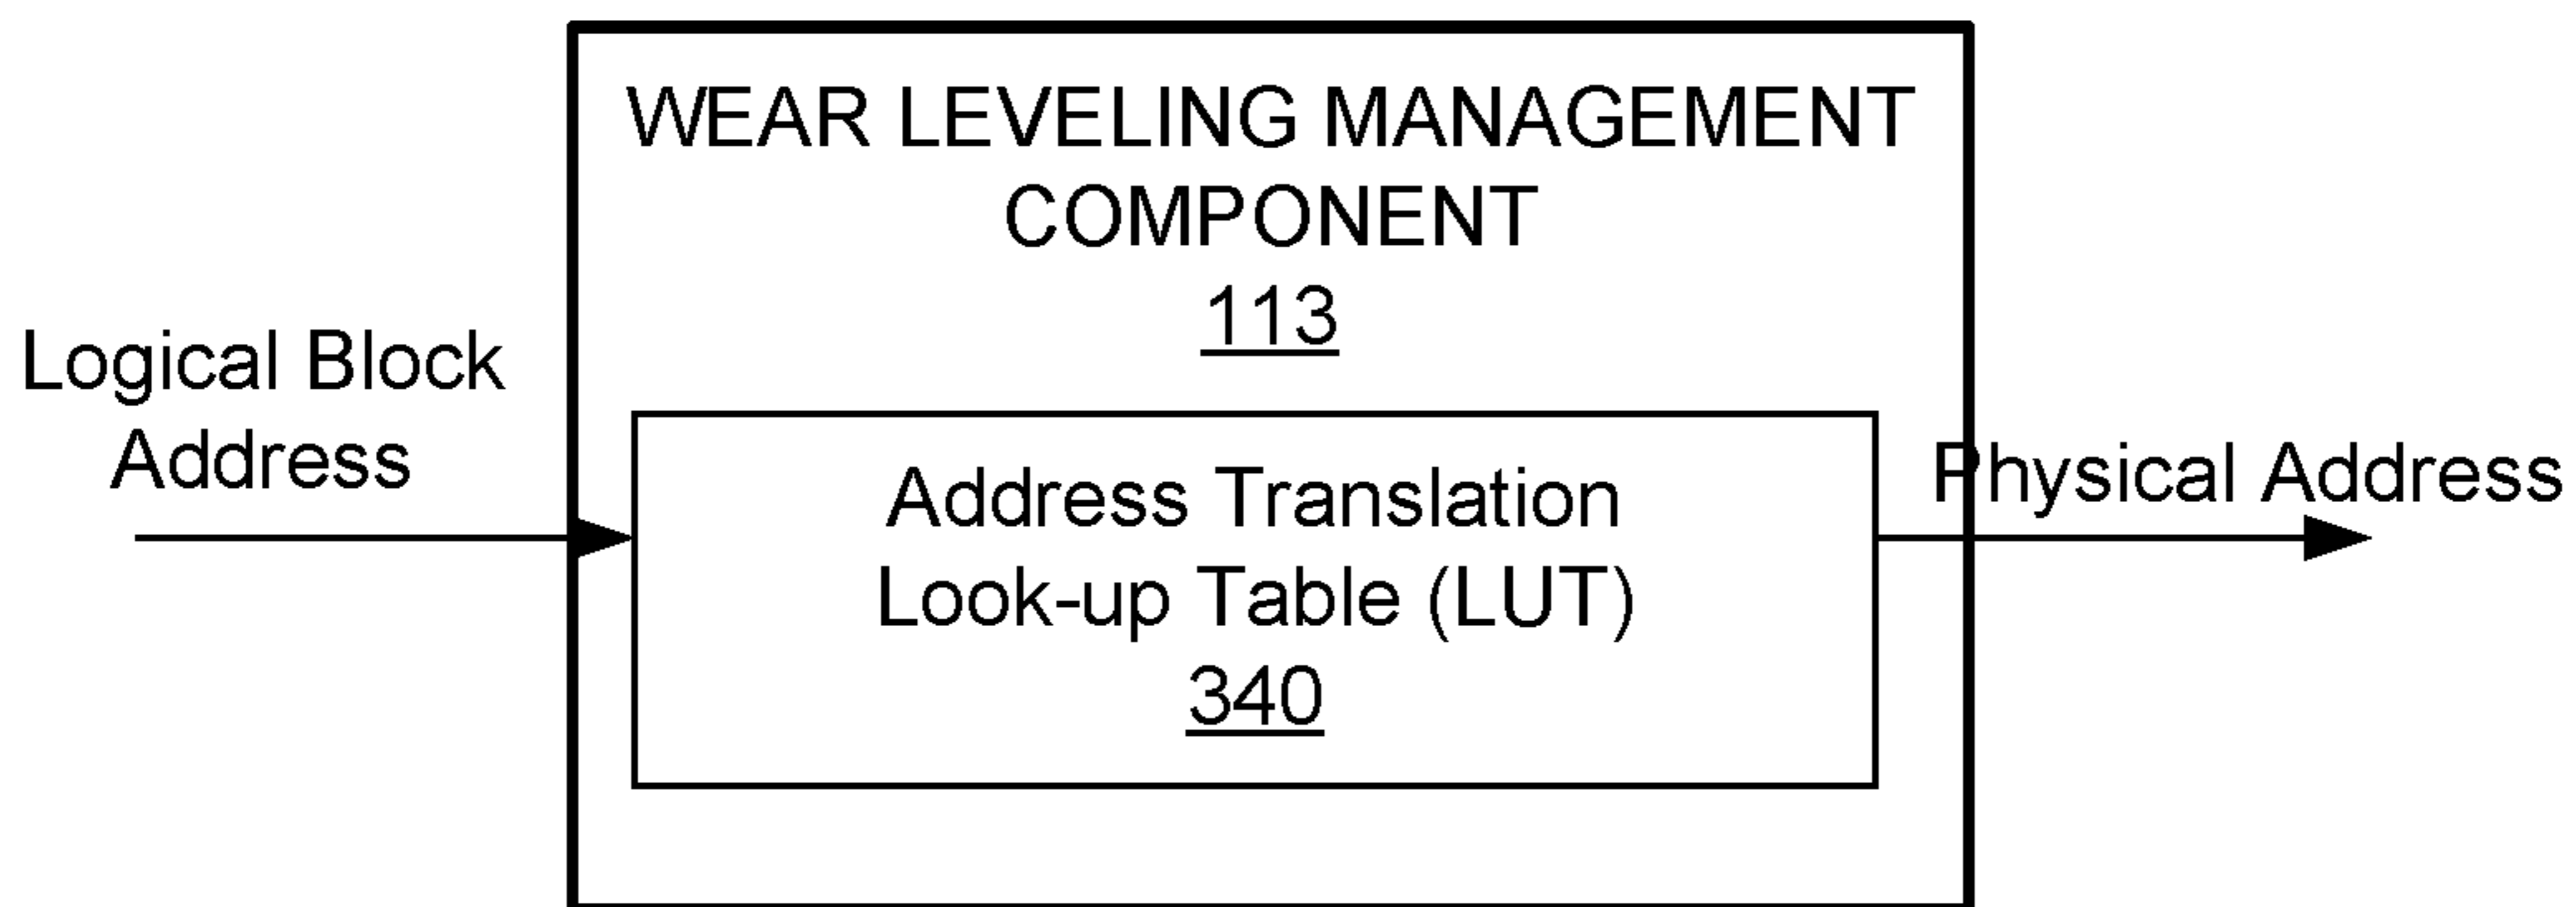 WEAR LEVELING MANAGEMENT
COMPONENT
113
Logical Block
Address
Address Translation
Look-up Table (LUT)
340
Physical Address